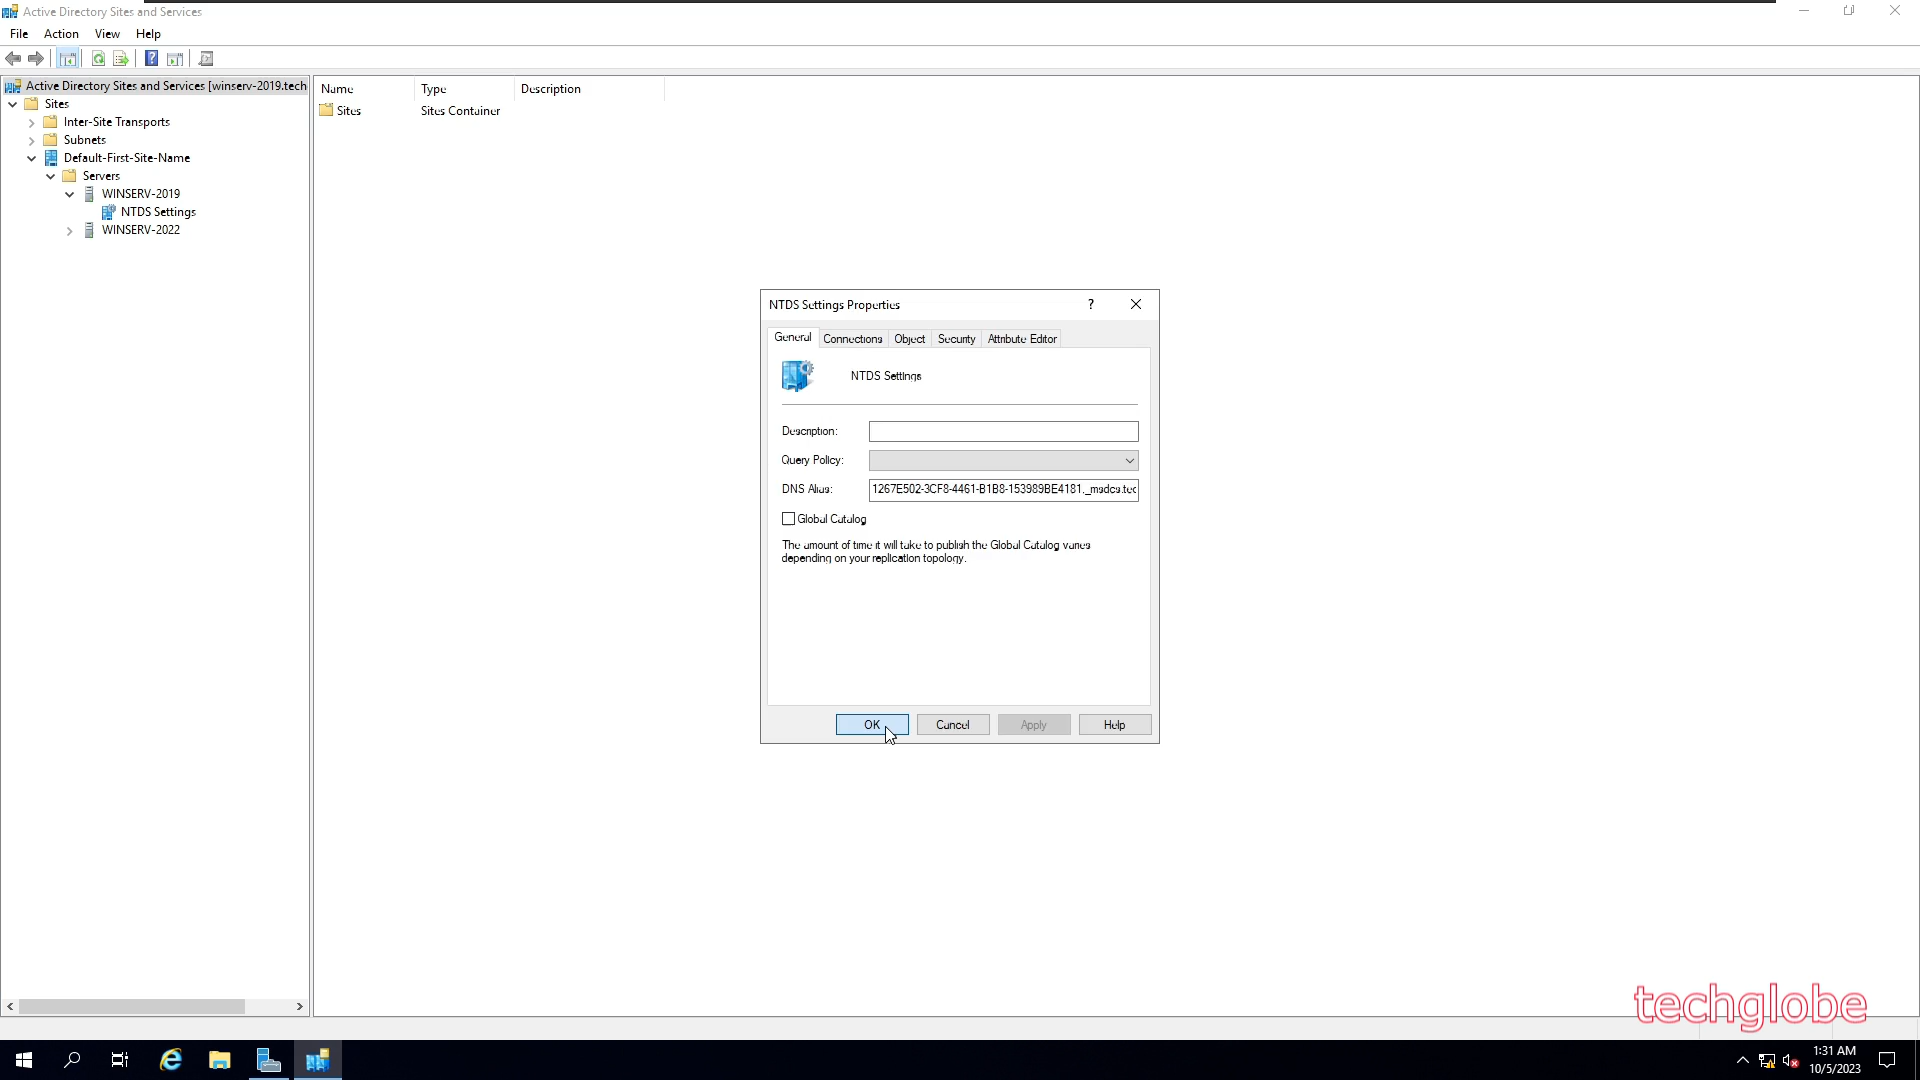 Active Directory Sites and Services
File Action View Help
Active Directory Sites and Services [winserv-2019.tech
Sites
Inter-Site Transports
Subnets
Default-First-Site-Name
Servers
WINSERV-2019
NTDS Settings
WINSERV-2022
Name Type Description
Sites Sites Container
NTDS Settings Properties
General Connections Object Security Attribute Editor
NTDS Settings
Description:
Query Policy:
DNS Alias: 1267E502-3CF8-4461-B1B8-153989BE4181._msdcs.tec
Global Catalog
The amount of time it will take to publish the Global Catalog varies
depending on your replication topology.
OK Cancel Apply Help
techglobe
1:31 AM
10/5/2023